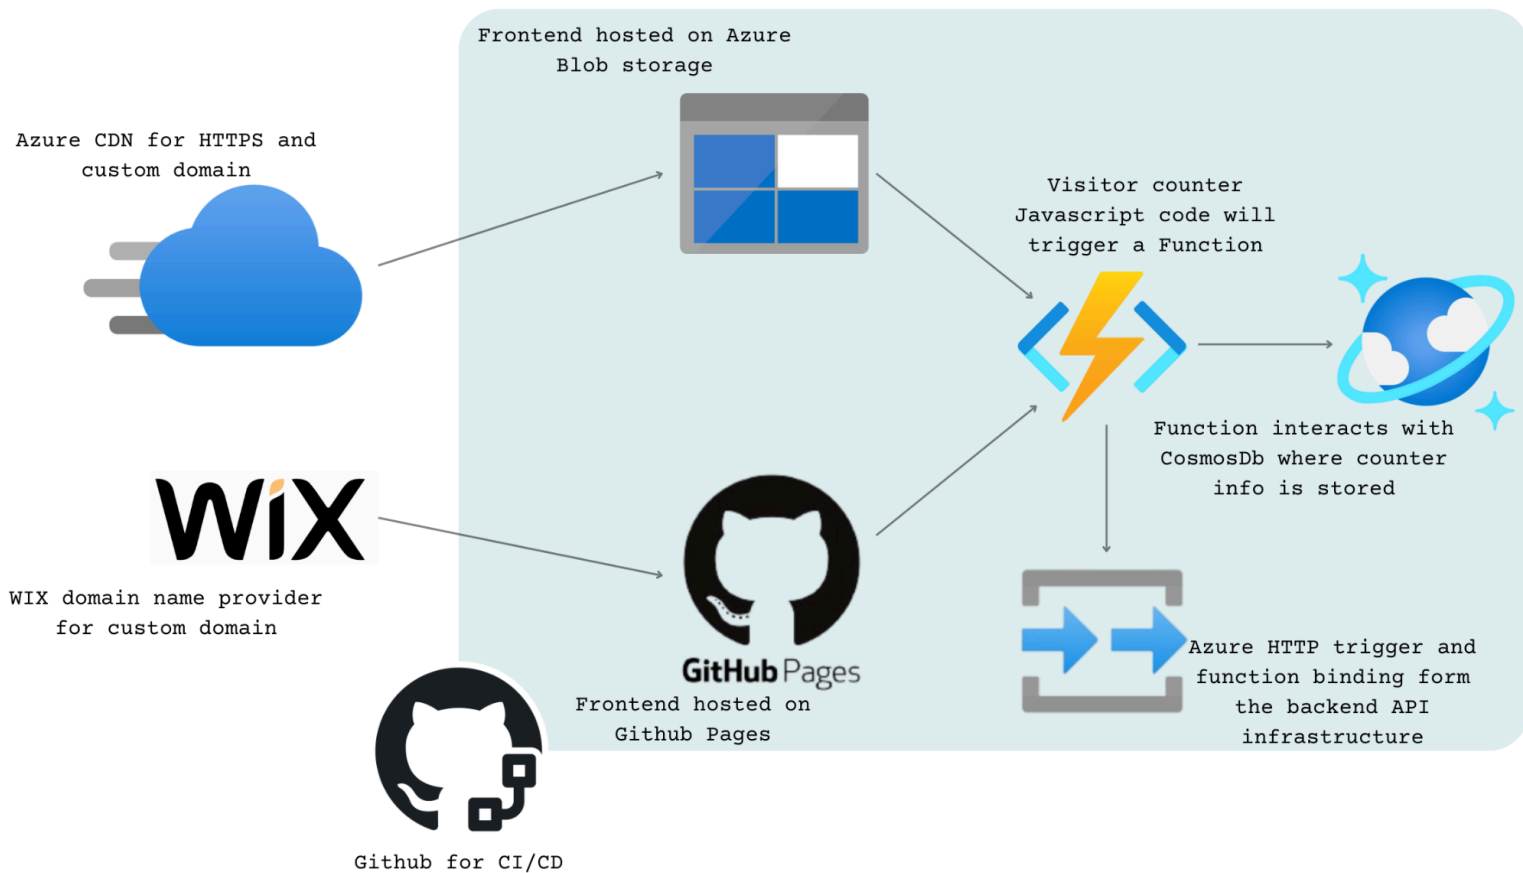 Frontend hosted on Azure
Blob storage
Azure CDN for HTTPS and
custom domain
Visitor counter
Javascript code will
trigger a Function
Function interacts with
CosmosDb where counter
info is stored
WiX
WIX domain name provider
for custom domain
GitHub Pages
Frontend hosted on
Github Pages
Azure HTTP trigger and
function binding form
the backend API
infrastructure
Github for CI/CD